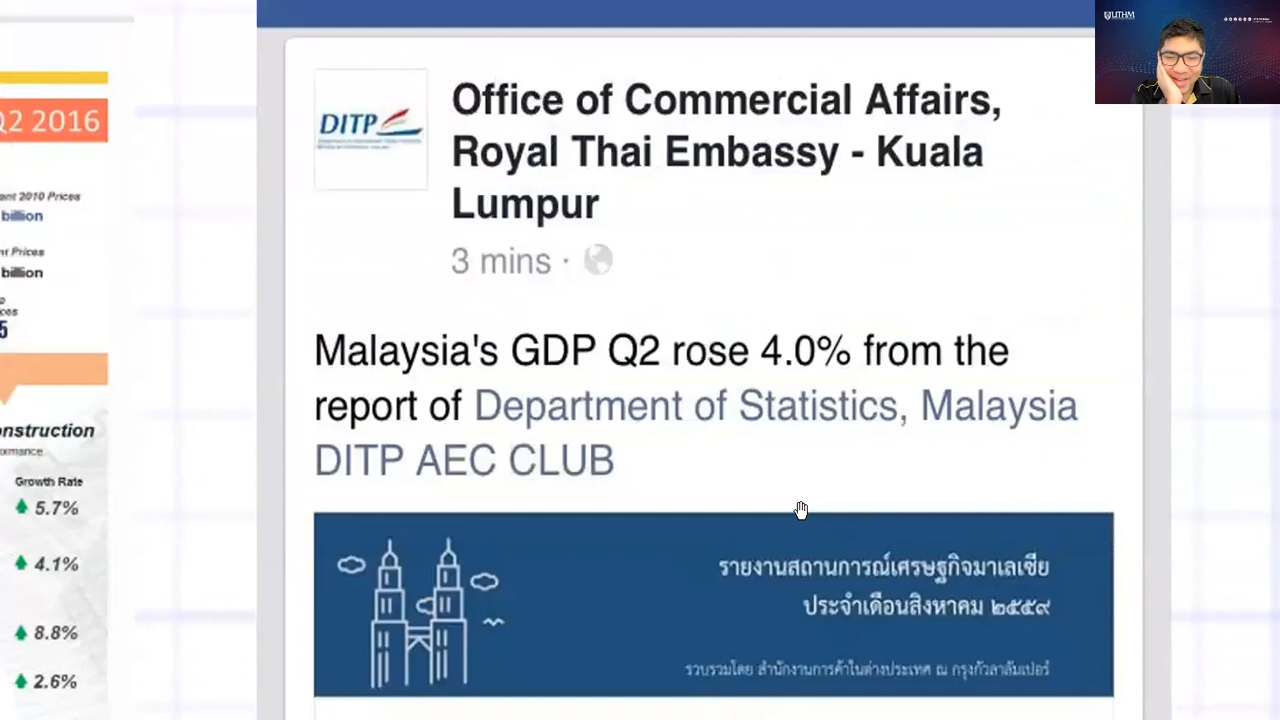 Q2 2016
ent 2010 Prices
billion
nt Prices
billion
5
onstruction
ormance
Growth Rate
5.7%
4.1%
8.8%
2.6%
DITP
Office of Commercial Affairs,
Royal Thai Embassy - Kuala
Lumpur
3 mins ·
Malaysia's GDP Q2 rose 4.0% from the
report of Department of Statistics, Malaysia
DITP AEC CLUB
รายงานสถานการณ์เศรษฐกิจมาเลเซีย
ประจำเดือนสิงหาคม ๒๕๕๙
รวบรวมโดย สำนักงานการค้าในต่างประเทศ ณ กรุงกัวลาลัมเปอร์
UTHM